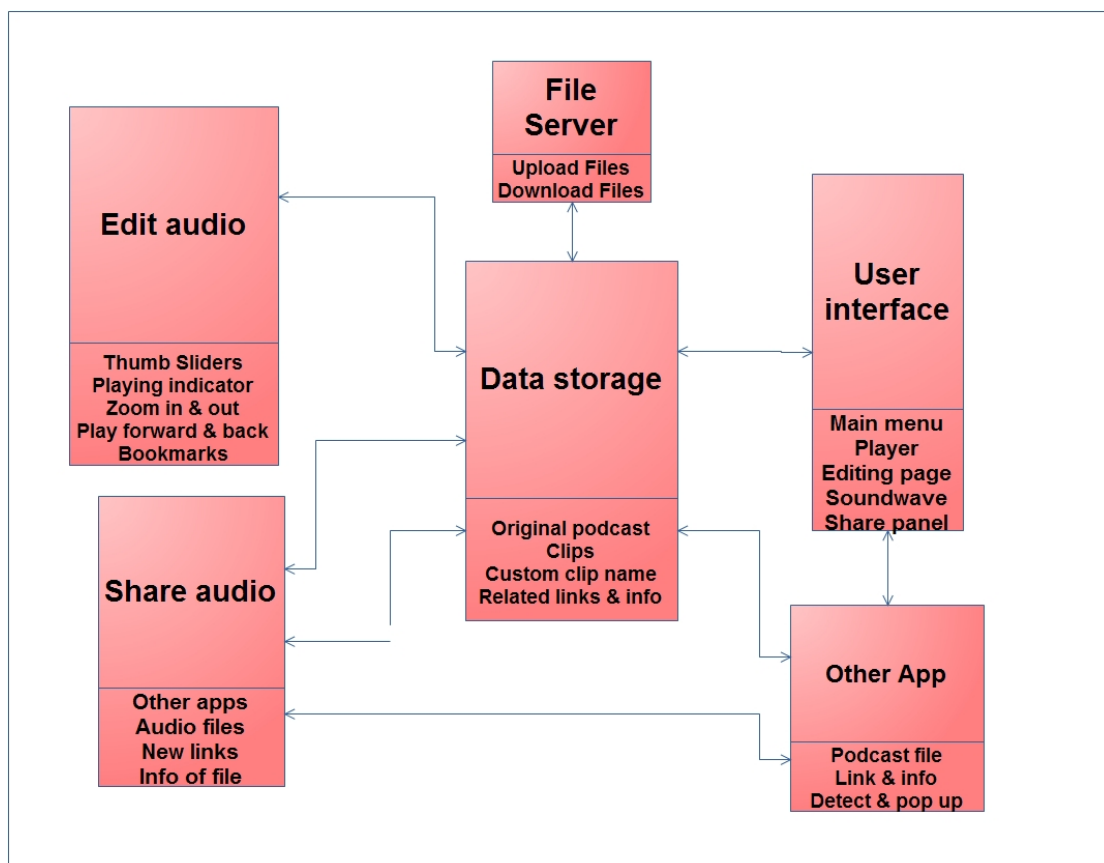 File
Server
Upload Files
Download Files
Edit audio
Thumb Sliders
Playing indicator
Zoom in & out
Play forward & back
Bookmarks
User
interface
Main menu
Player
Editing page
Soundwave
Share panel
Data storage
Original podcast
Clips
Custom clip name
Related links & info
Share audio
Other apps
Audio files
New links
Info of file
Other App
Podcast file
Link & info
Detect & pop up